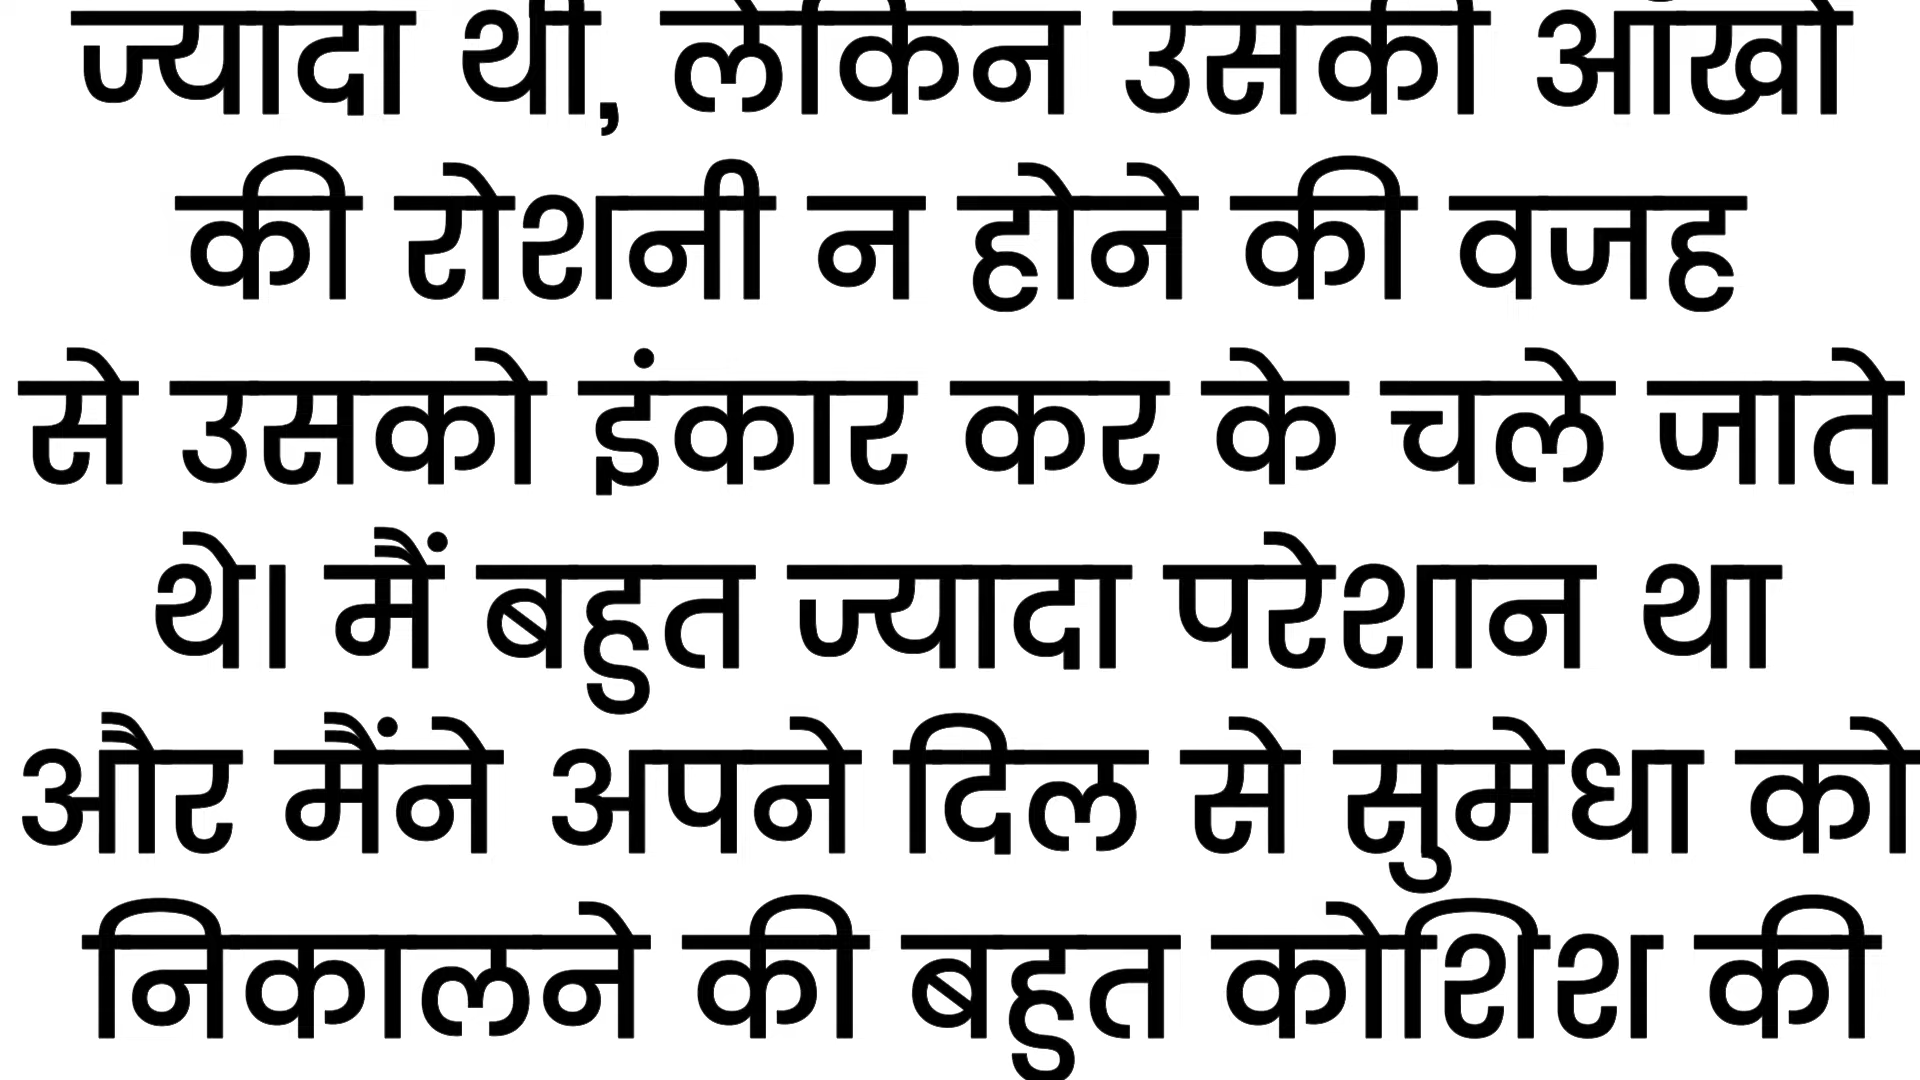 ज्यादा थी, लेकिन उसकी आँखों
की रोशनी न होने की वजह
से उसको इंकार कर के चले जाते
थे। मैं बहुत ज्यादा परेशान था
और मैंने अपने दिल से सुमेधा को
निकालने की बहुत कोशिश की